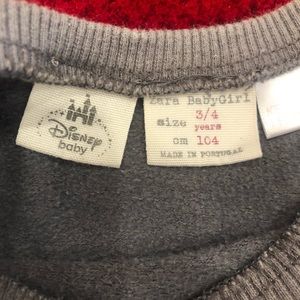 Disney
baby
Zara BabyGirl
size 3/4
years
cm 104
MADE IN PORTUGAL